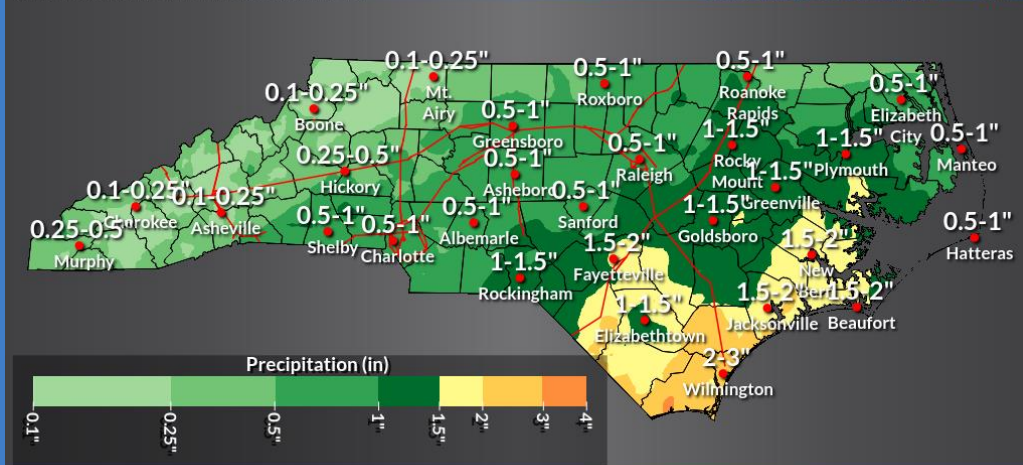 0.1-0.25"
Mt.
Airy
0.5-1"
Roxboro
0.5-1"
Roanoke
Rapids
0.5-1"
Elizabeth
City
0.1-0.25"
Boone
0.5-1"
Greensboro
0.5-1"
Raleigh
1-1.5"
Rocky
Mount
1-1.5"
Plymouth
0.5-1"
Manteo
0.25-0.5"
Hickory
0.5-1"
Asheboro
1-1.5"
Greenville
0.1-0.25"
Cherokee
0.1-0.25"
Asheville
0.5-1"
Shelby
0.5-1"
Charlotte
0.5-1"
Albemarle
0.5-1"
Sanford
1-1.5"
Goldsboro
0.5-1"
Hatteras
0.25-0.5"
Murphy
1-1.5"
Rockingham
1.5-2"
Fayetteville
1.5-2"
New
Bern
1-1.5"
Elizabethtown
1.5-2"
Jacksonville
1.5-2"
Beaufort
2-3"
Wilmington
Precipitation (in)
0.1"
0.25"
0.5"
1"
1.5"
2"
3"
4"